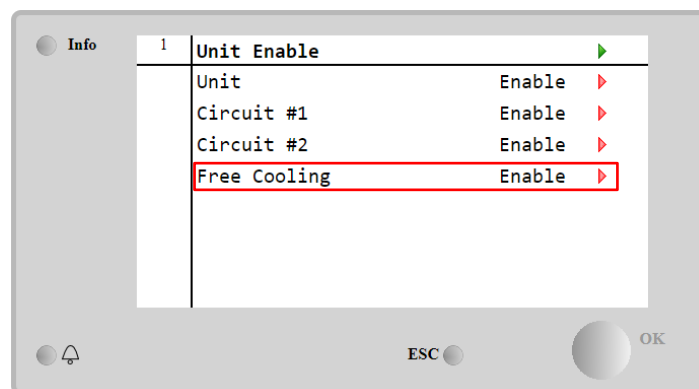 Info
1 Unit Enable
Unit Enable
Circuit #1 Enable
Circuit #2 Enable
Free Cooling Enable
ESC
OK